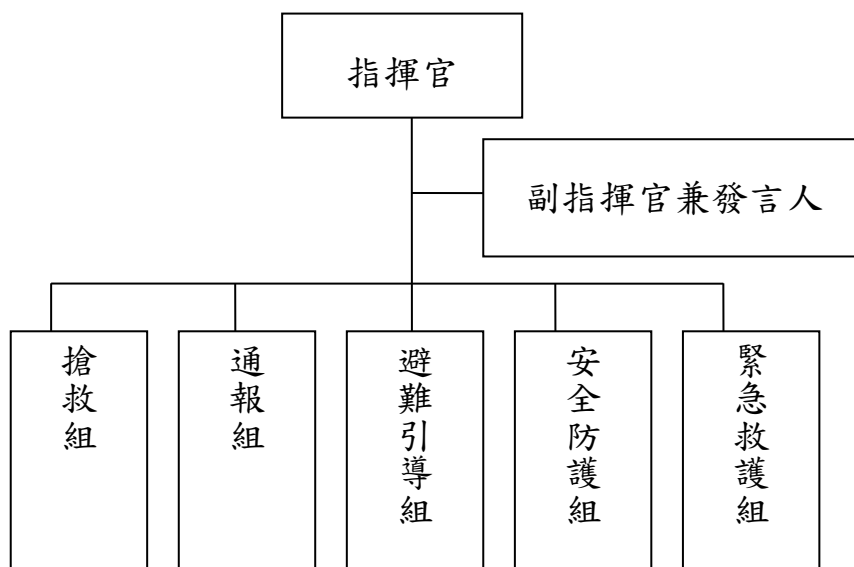 指揮官
副指揮官兼發言人
搶救組
通報組
避難引導組
安全防護組
緊急救護組